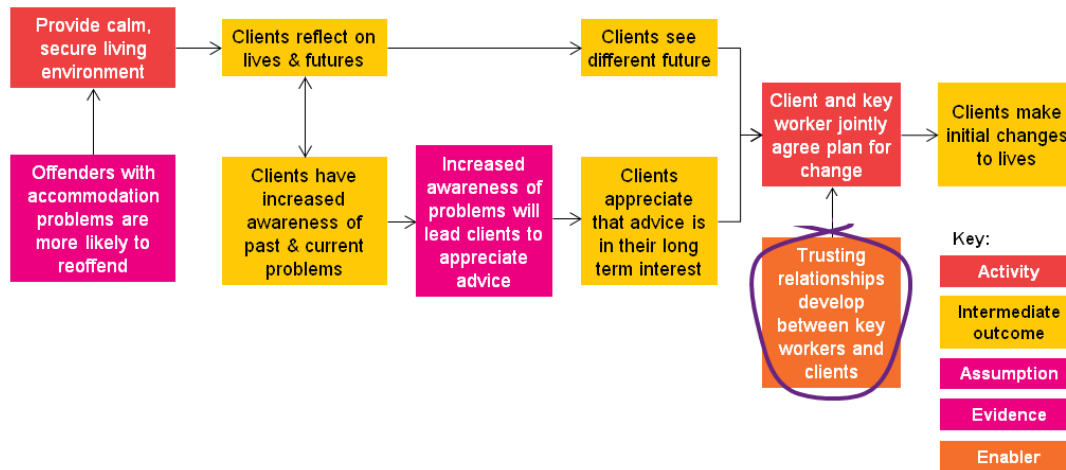 Provide calm,
secure living
environment
Clients reflect on
lives & futures
Clients see
different future
Client and key
worker jointly
agree plan for
change
Clients make
initial changes
to lives
Offenders with
accommodation
problems are
more likely to
reoffend
Clients have
increased
awareness of
past & current
problems
Increased
awareness of
problems will
lead clients to
appreciate
advice
Clients
appreciate
that advice is
in their long
term interest
Trusting
relationships
develop
between key
workers and
clients
Key:
Activity
Intermediate
outcome
Assumption
Evidence
Enabler